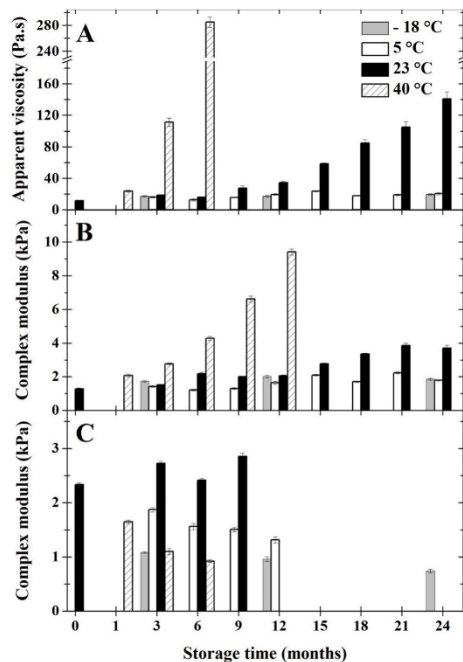 A
- 18 °C
5 °C
23 °C
40 °C
Apparent viscosity (Pa.s)
280
240
160
120
80
40
20
0
B
Complex modulus (kPa)
10
8
6
4
2
0
C
Complex modulus (kPa)
3
2
1
0
0 1 3 6 9 12 15 18 21 24
Storage time (months)